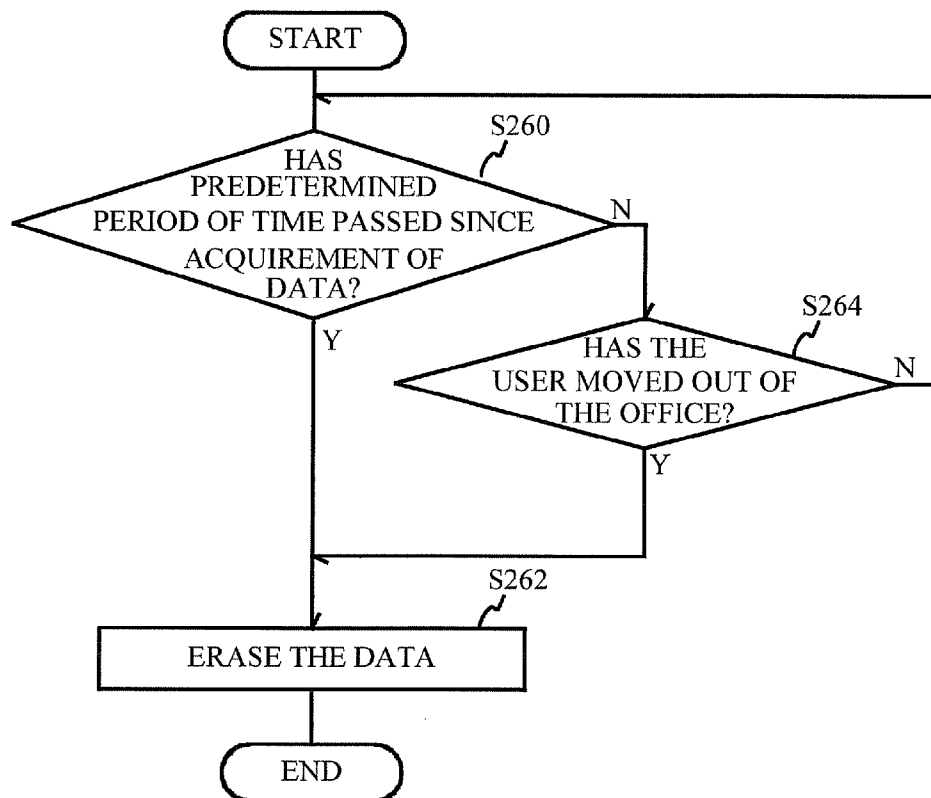 START
S260
HAS
PREDETERMINED
PERIOD OF TIME PASSED SINCE
ACQUIREMENT OF
DATA?
N
Y
S264
HAS THE
USER MOVED OUT OF
THE OFFICE?
N
Y
S262
ERASE THE DATA
END